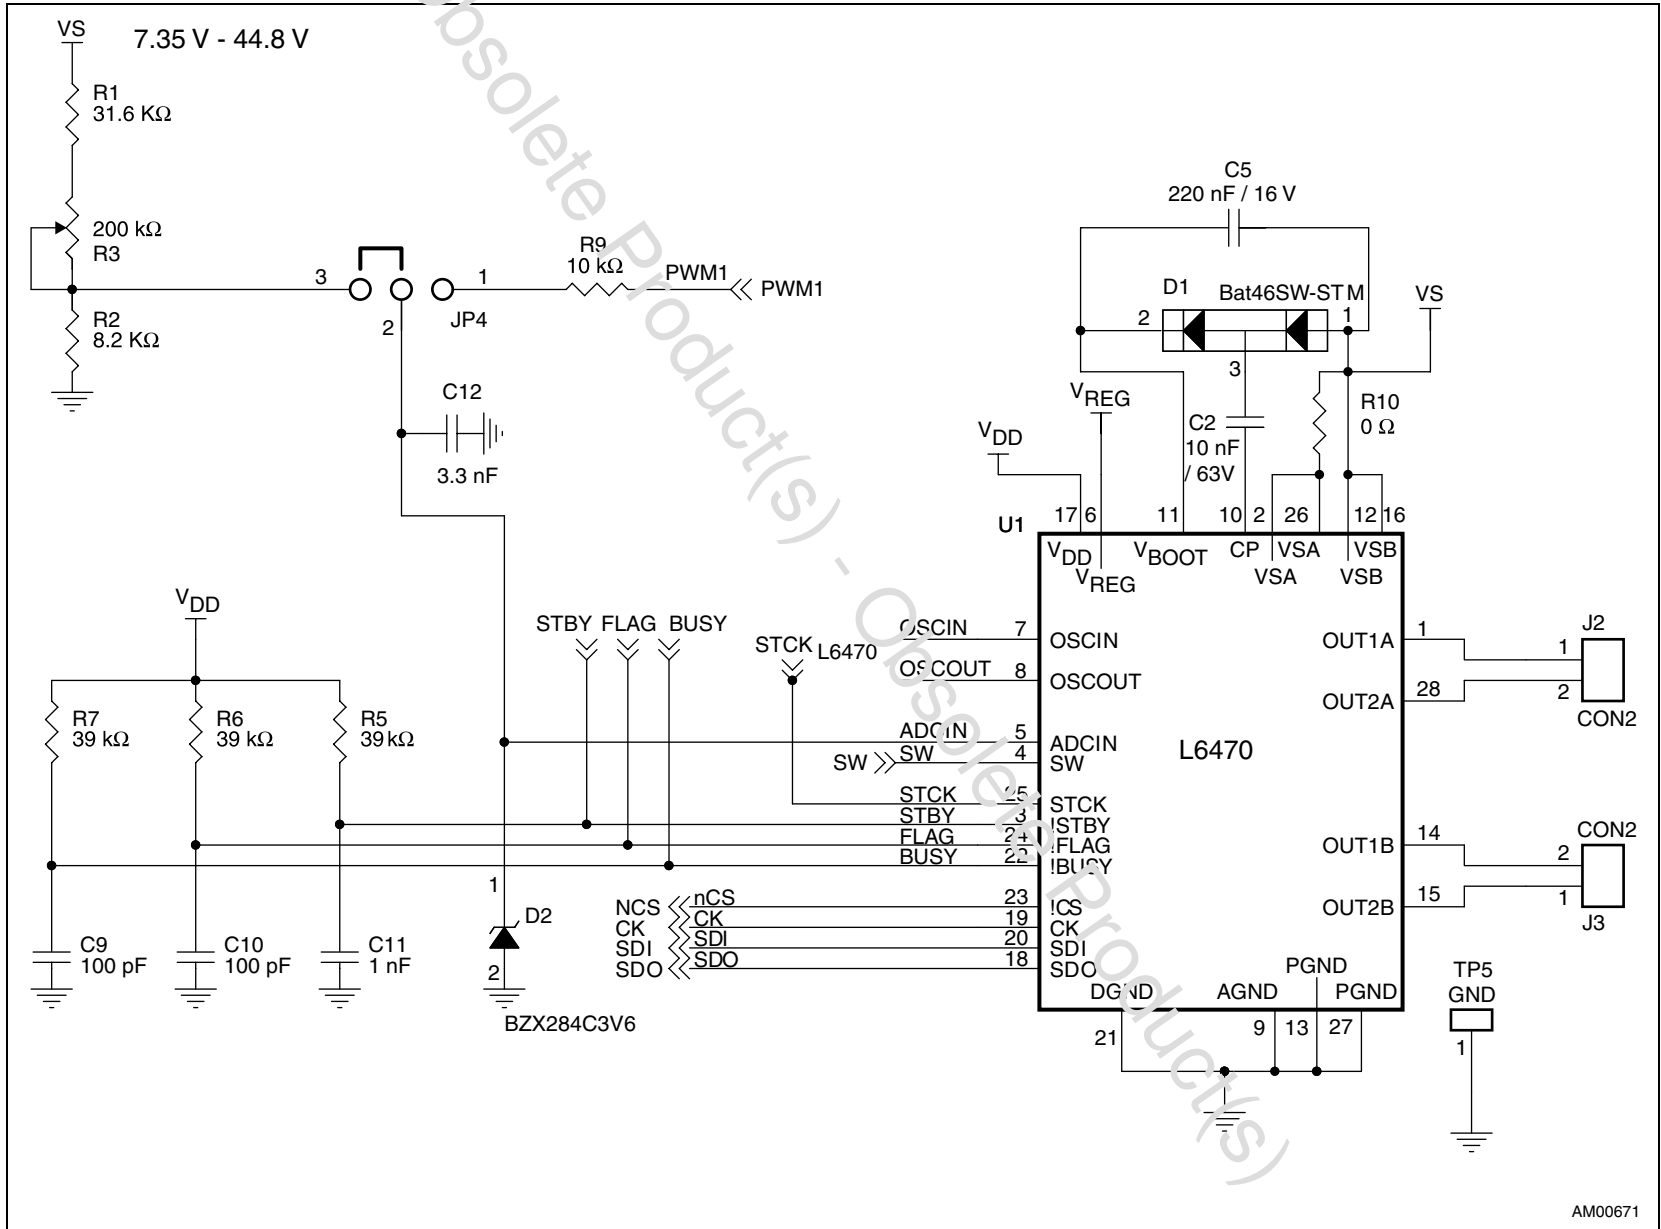 VS
7.35 V - 44.8 V
R1
31.6 KΩ
200 kΩ
R3
R2
8.2 KΩ
3
2
1
JP4
R9
10 kΩ
PWM1
PWM1
C12
3.3 nF
C5
220 nF / 16 V
D1
Bat46SW-STM
2
1
3
VS
R10
0 Ω
C2
10 nF
/ 63V
VREG
VDD
U1
17
6
11
10
2
26
12
16
VDD
VREG
VBOOT
CP
VSA
VSA
VSB
VSB
VDD
R7
39 kΩ
R6
39 kΩ
R5
39 kΩ
STBY
FLAG
BUSY
STCK
L6470
OSCIN
7
OSCIN
OSCOUT
8
OSCOUT
ADCIN
5
ADCIN
SW
SW
4
SW
STCK
25
STCK
STBY
3
!STBY
FLAG
24
!FLAG
BUSY
22
!BUSY
NCS
nCS
23
!CS
CK
CK
19
CK
SDI
SDI
20
SDI
SDO
SDO
18
SDO
L6470
OUT1A
1
OUT2A
28
OUT1B
14
OUT2B
15
J2
1
2
CON2
CON2
2
1
J3
C9
100 pF
C10
100 pF
C11
1 nF
1
D2
2
BZX284C3V6
DGND
AGND
PGND
PGND
21
9
13
27
TP5
GND
1
AM00671
Obsolete Product(s) - Obsolete Product(s)